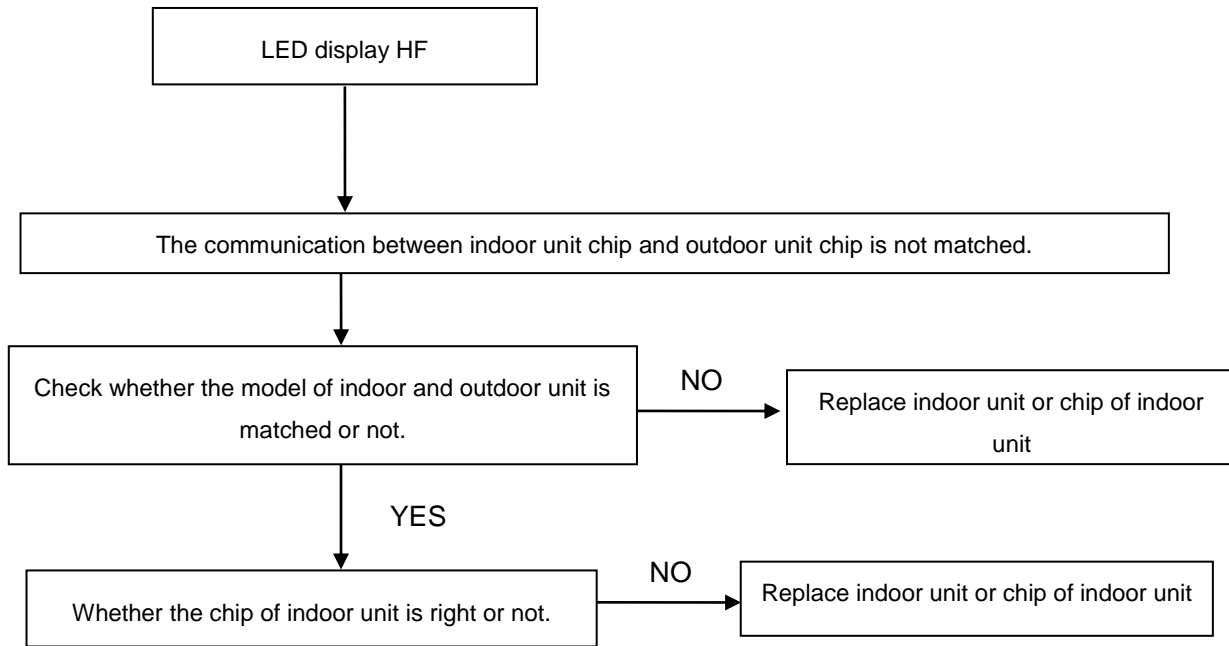 LED display HF
The communication between indoor unit chip and outdoor unit chip is not matched.
Check whether the model of indoor and outdoor unit is
matched or not.
NO
Replace indoor unit or chip of indoor
unit
YES
Whether the chip of indoor unit is right or not.
NO
Replace indoor unit or chip of indoor unit